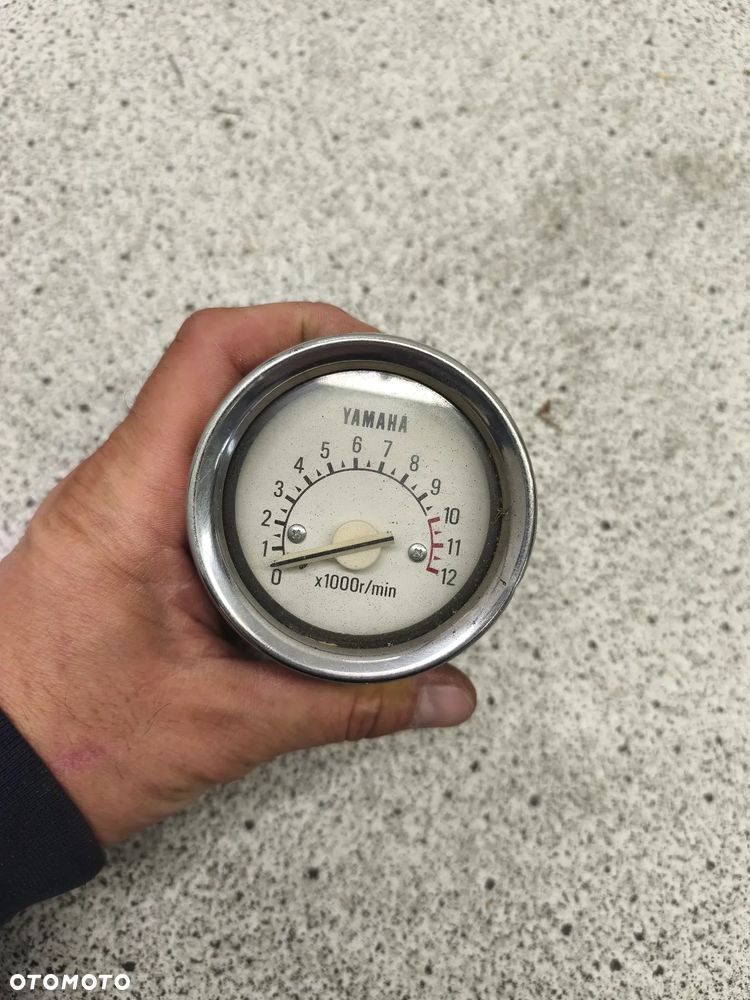 YAMAHA
0 1 2 3 4 5 6 7 8 9 10 11 12
x1000r/min
OTOMOTO